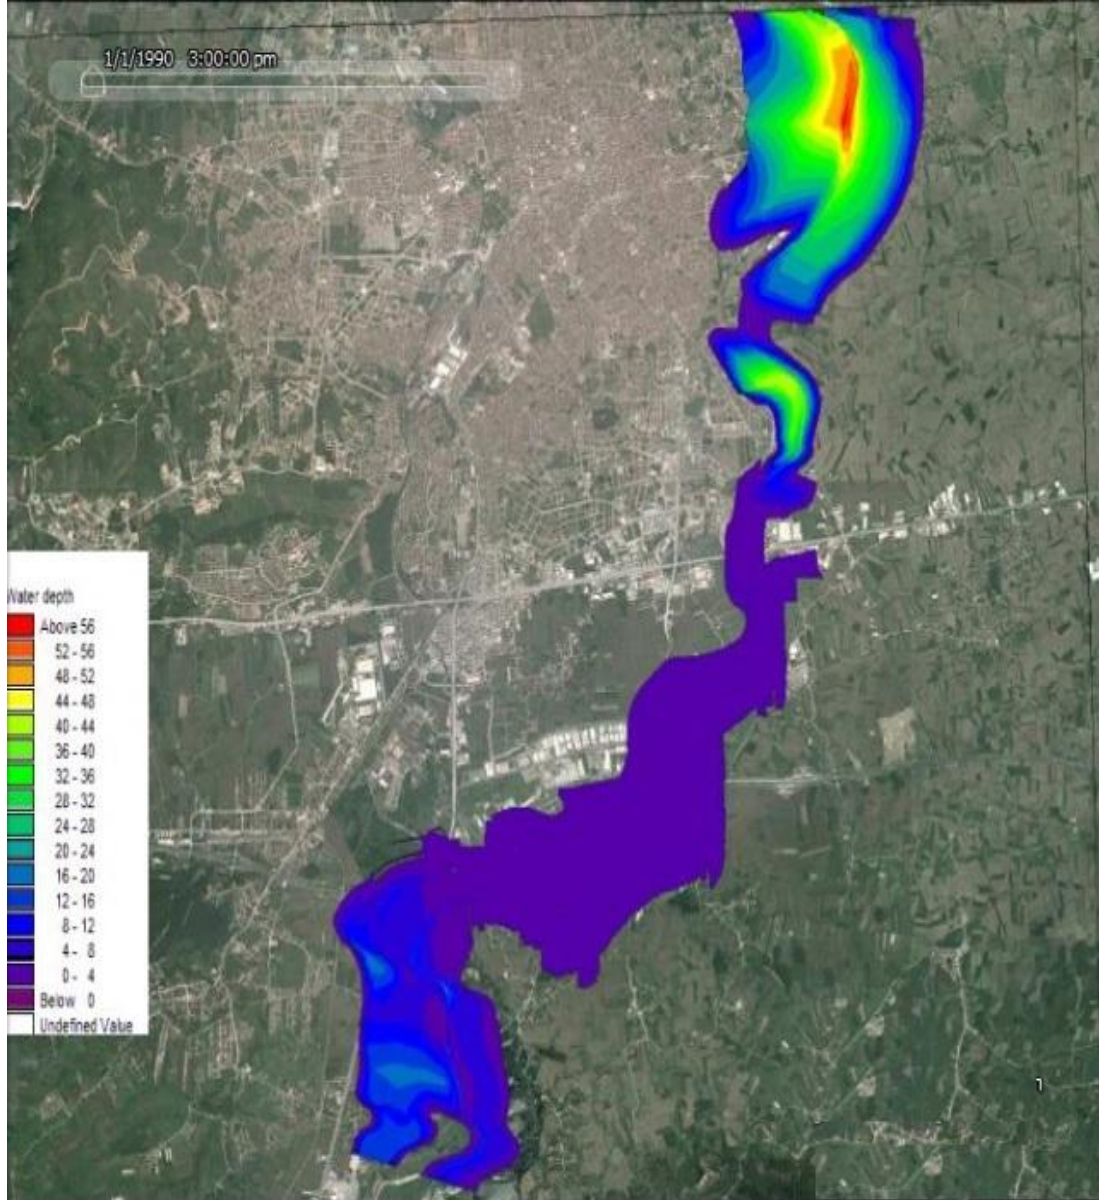 1/1/1990 3:00:00 pm
Water depth
Above 56
52 - 56
48 - 52
44 - 48
40 - 44
36 - 40
32 - 36
28 - 32
24 - 28
20 - 24
16 - 20
12 - 16
8 - 12
4 - 8
0 - 4
Below 0
Undefined Value